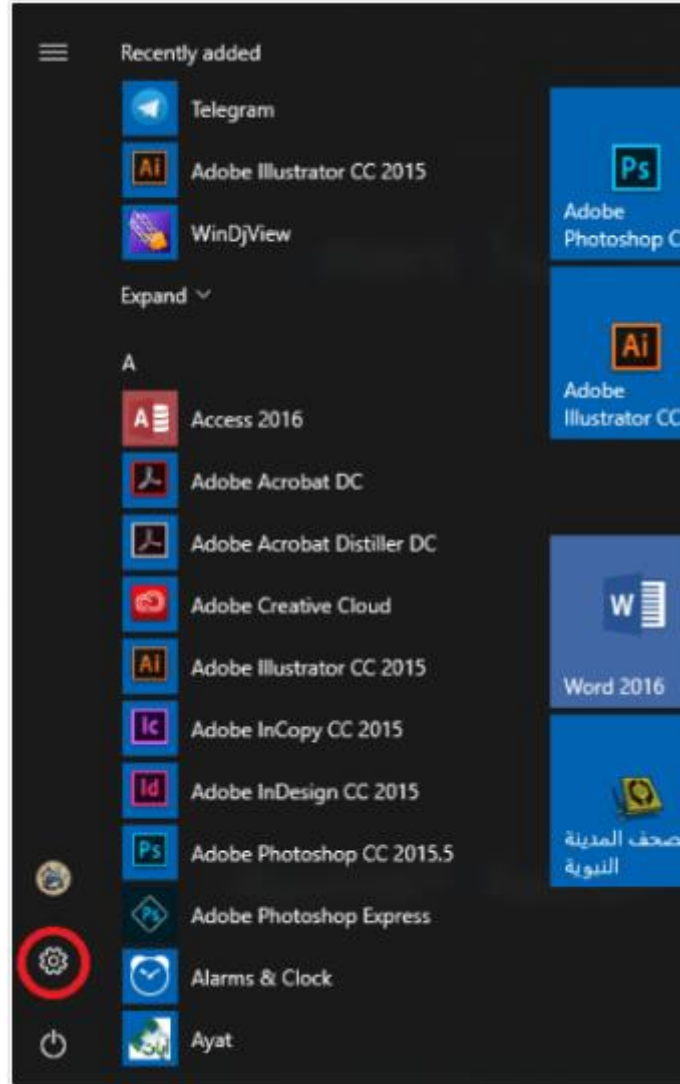 Recently added
Telegram
Adobe Illustrator CC 2015
WinDjView
Expand
A
Access 2016
Adobe Acrobat DC
Adobe Acrobat Distiller DC
Adobe Creative Cloud
Adobe Illustrator CC 2015
Adobe InCopy CC 2015
Adobe InDesign CC 2015
Adobe Photoshop CC 2015.5
Adobe Photoshop Express
Alarms & Clock
Ayat
Ps
Adobe
Photoshop C
Ai
Adobe
Illustrator CC
W
Word 2016
صحف المدينة
النبوية